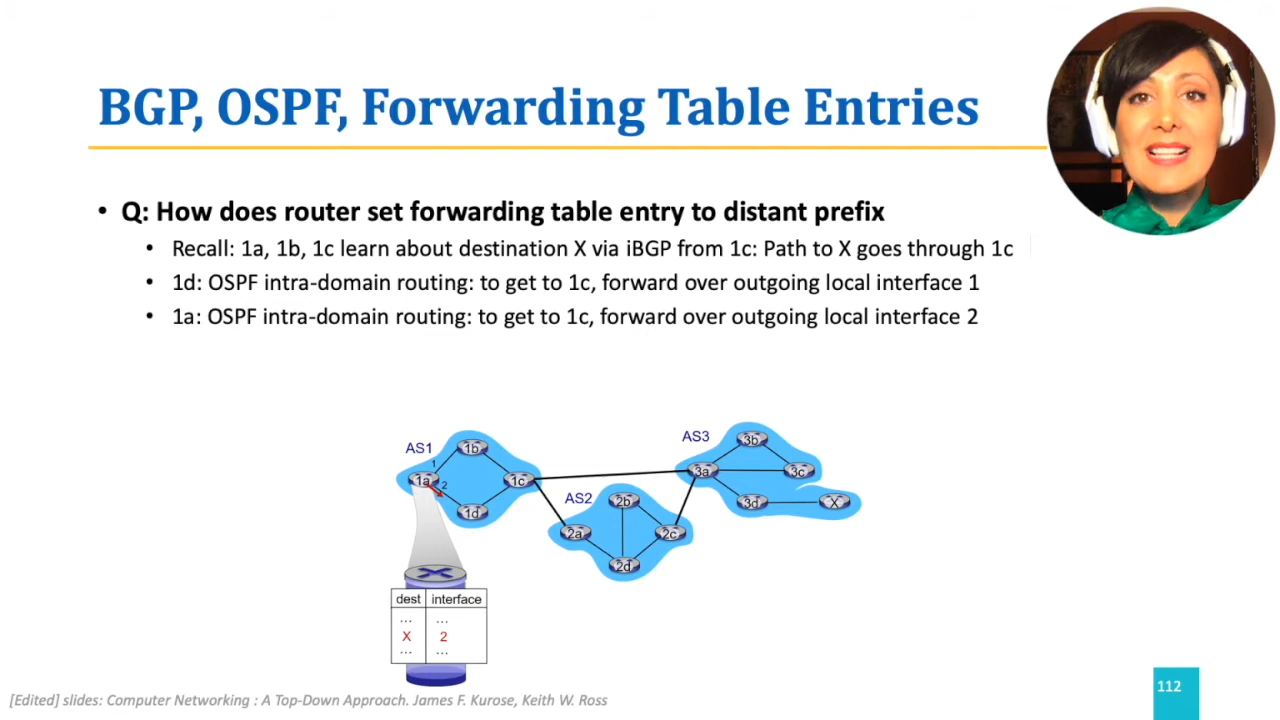 BGP, OSPF, Forwarding Table Entries
• Q: How does router set forwarding table entry to distant prefix
• Recall: 1a, 1b, 1c learn about destination X via iBGP from 1c: Path to X goes through 1c
• 1d: OSPF intra-domain routing: to get to 1c, forward over outgoing local interface 1
• 1a: OSPF intra-domain routing: to get to 1c, forward over outgoing local interface 2
AS1
1b
1
1a
2
1c
1d
AS2
2b
2a
2c
2d
AS3
3b
3a
3c
3d
X
dest interface
... ...
X 2
... ...
[Edited] slides: Computer Networking : A Top-Down Approach. James F. Kurose, Keith W. Ross
112